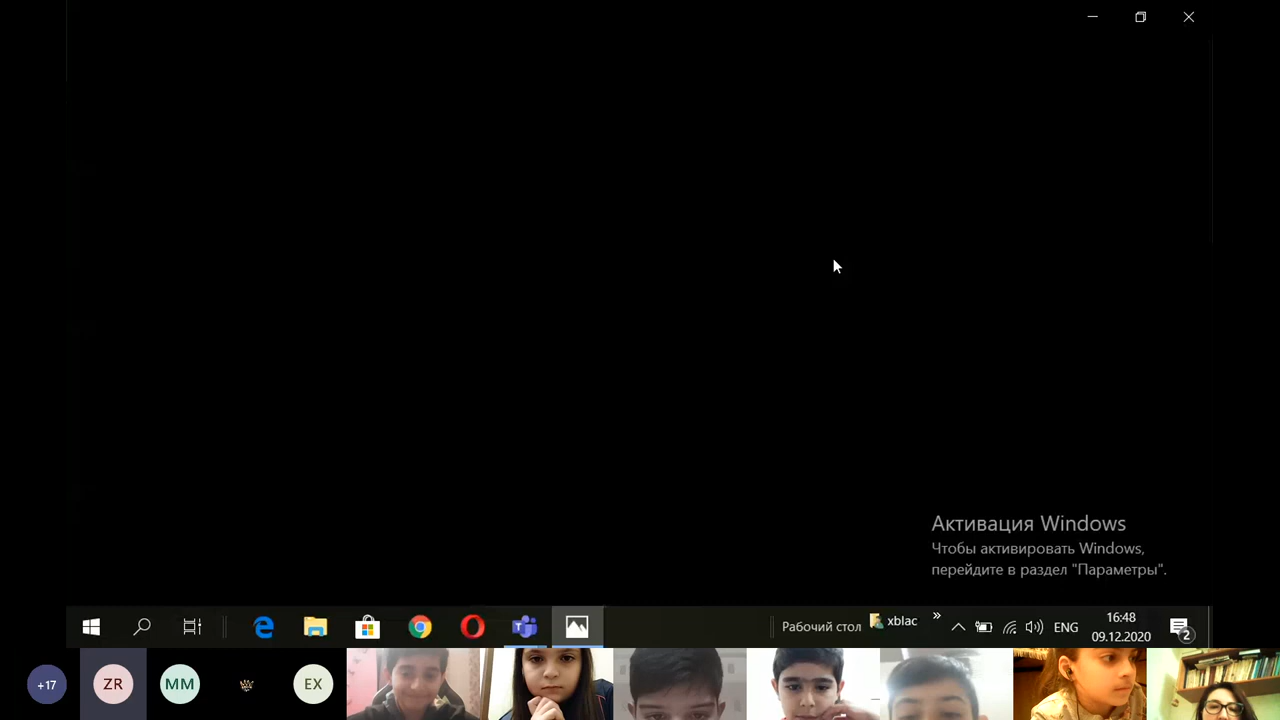 Активация Windows
Чтобы активировать Windows,
перейдите в раздел "Параметры".
Рабочий стол
xblac
»
ENG
16:48
09.12.2020
2
+17
ZR
MM
EX